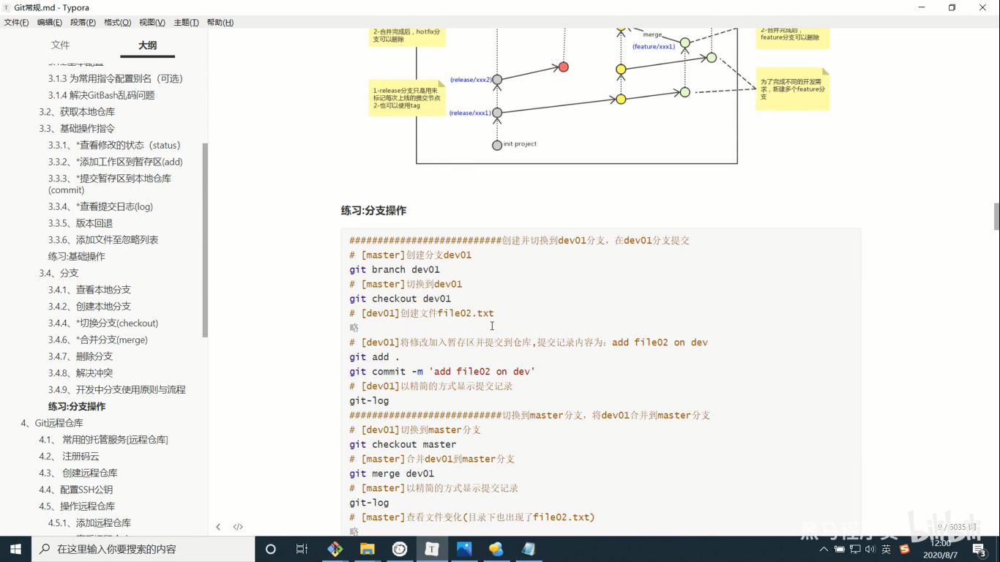 Git常规.md - Typora
文件(F) 编辑(E) 段落(P) 格式(O) 视图(V) 主题(T) 帮助(H)
文件 大纲
3.1.3 为常用指令配置别名（可选）
3.1.4 解决GitBash乱码问题
3.2、获取本地仓库
3.3、基础操作指令
3.3.1、*查看修改的状态（status）
3.3.2、*添加工作区到暂存区(add)
3.3.3、*提交暂存区到本地仓库
(commit)
3.3.4、*查看提交日志(log)
3.3.5、版本回退
3.3.6、添加文件至忽略列表
练习:基础操作
3.4、分支
3.4.1、查看本地分支
3.4.2、创建本地分支
3.4.4、*切换分支(checkout)
3.4.6、*合并分支(merge)
3.4.7、删除分支
3.4.8、解决冲突
3.4.9、开发中分支使用原则与流程
练习:分支操作
4、Git远程仓库
4.1、 常用的托管服务[远程仓库]
4.2、 注册码云
4.3、 创建远程仓库
4.4、配置SSH公钥
4.5、操作远程仓库
4.5.1、添加远程仓库
2-合并完成后，hotfix分
支可以删除
merge
(feature/xxx1)
2-合并完成后，
feature分支可以删除
(release/xxx2)
1-release分支只是用来
标记每次上线的提交节点
2-也可以使用tag
为了完成不同的开发需
求，新建多个feature分
支
(release/xxx1)
init project
练习:分支操作
###########################创建并切换到dev01分支，在dev01分支提交
# [master]创建分支dev01
git branch dev01
# [master]切换到dev01
git checkout dev01
# [dev01]创建文件file02.txt
略
# [dev01]将修改加入暂存区并提交到仓库,提交记录内容为：add file02 on dev
git add .
git commit -m 'add file02 on dev'
# [dev01]以精简的方式显示提交记录
git-log
###########################切换到master分支，将dev01合并到master分支
# [dev01]切换到master分支
git checkout master
# [master]合并dev01到master分支
git merge dev01
# [master]以精简的方式显示提交记录
git-log
# [master]查看文件变化(目录下也出现了file02.txt)
略
9 / 6035 词
在这里输入你要搜索的内容
英
12:00
2020/8/7
3
黑马程序员 bilibili